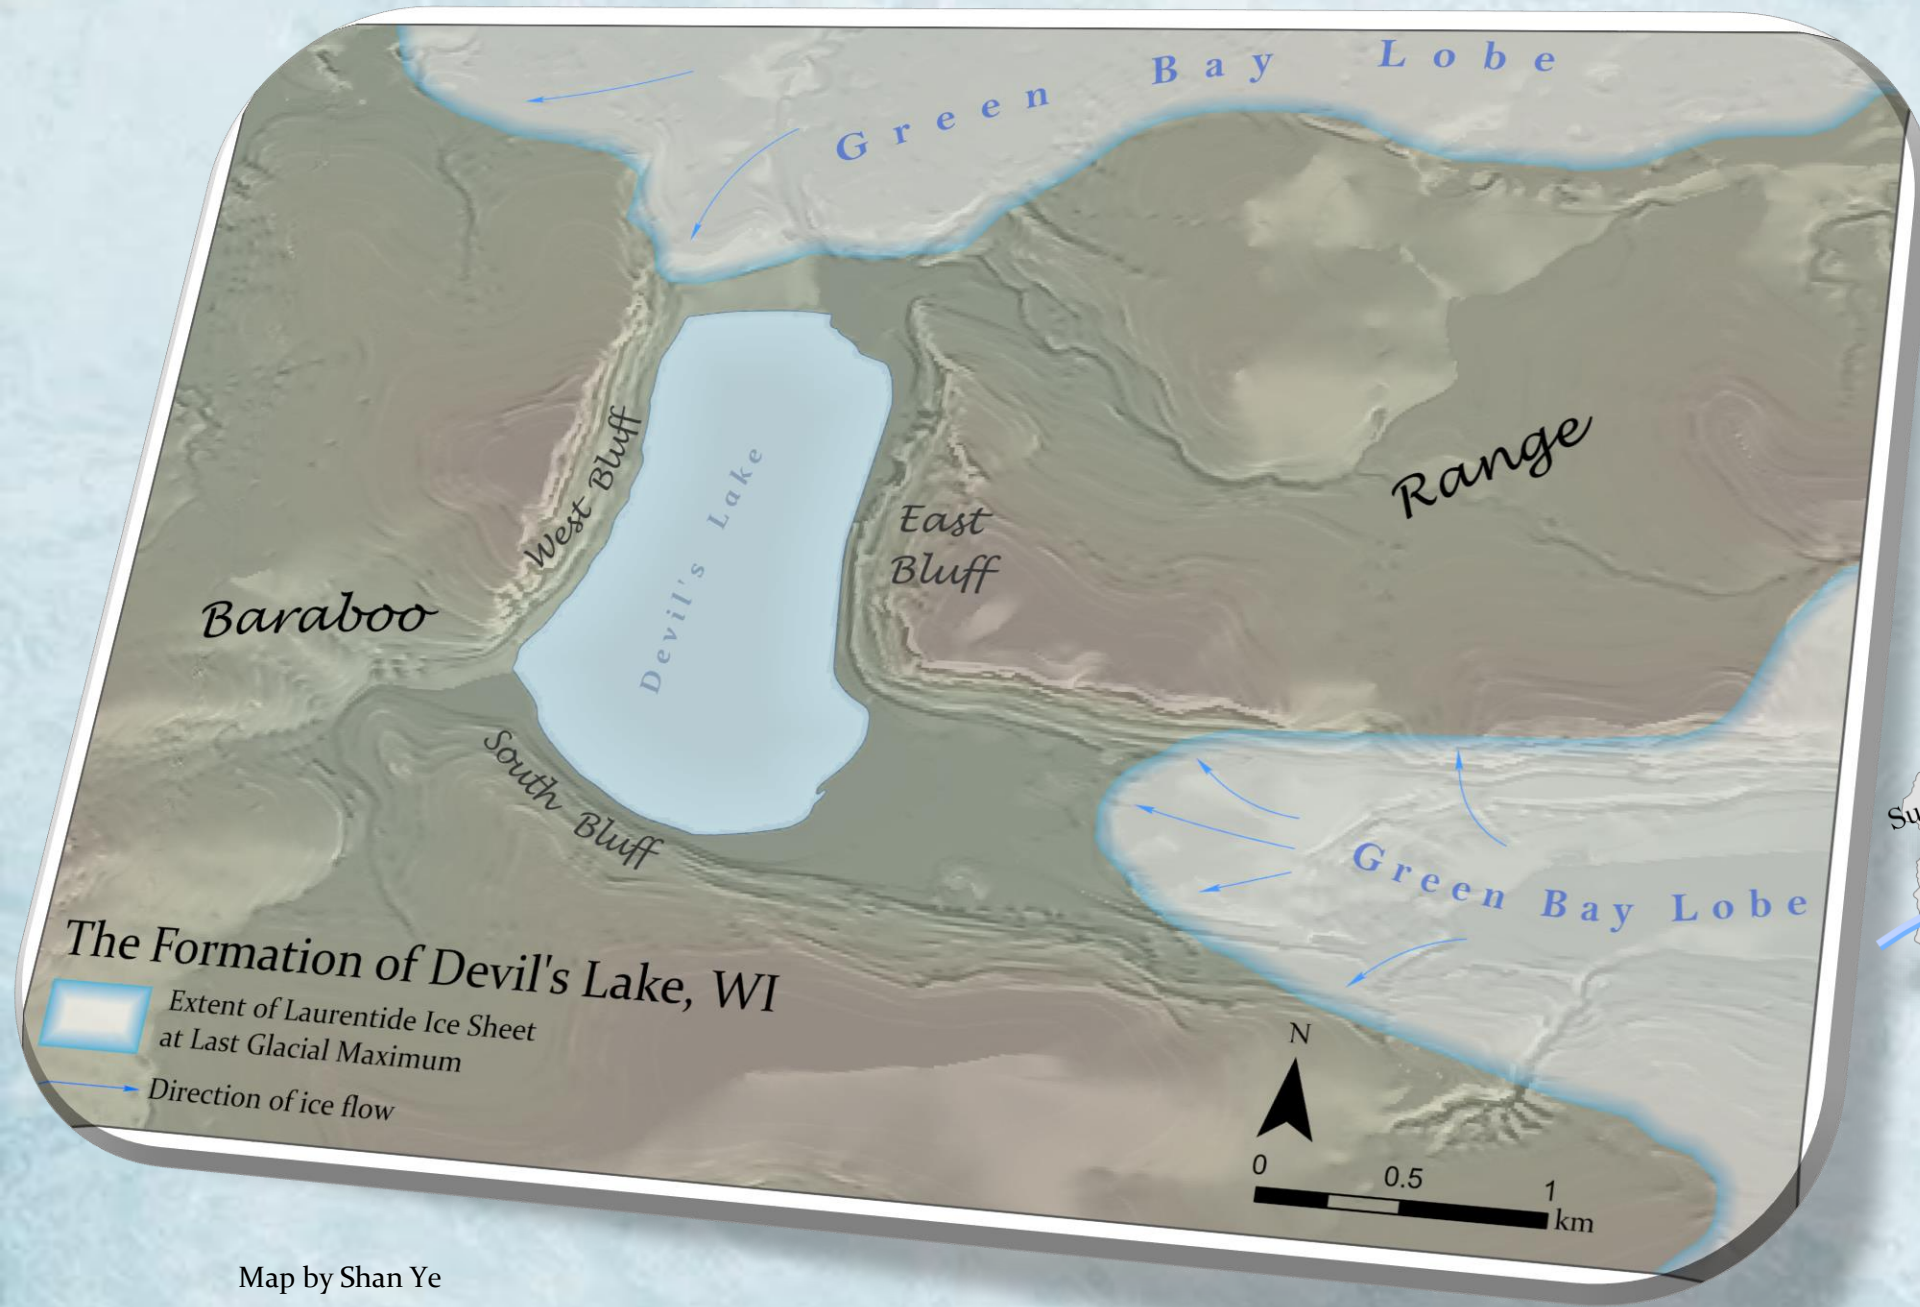 Green Bay Lobe
West Bluff
Devil's Lake
East
Bluff
Range
Baraboo
South Bluff
Green Bay Lobe
The Formation of Devil's Lake, WI
Extent of Laurentide Ice Sheet
at Last Glacial Maximum
Direction of ice flow
N
0 0.5 1
km
Su
Map by Shan Ye